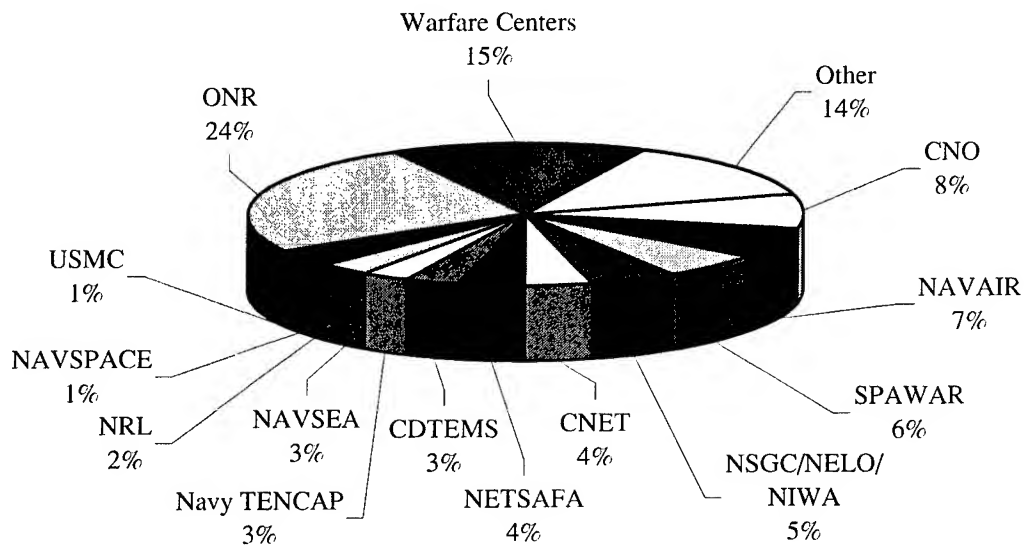 Warfare Centers
15%
Other
14%
CNO
8%
NAVAIR
7%
SPAWAR
6%
NSGC/NELO/
NIWA
5%
CNET
4%
NETSAFA
4%
CDTEMS
3%
Navy TENCAP
3%
NAVSEA
3%
NRL
2%
NAVSPACE
1%
USMC
1%
ONR
24%